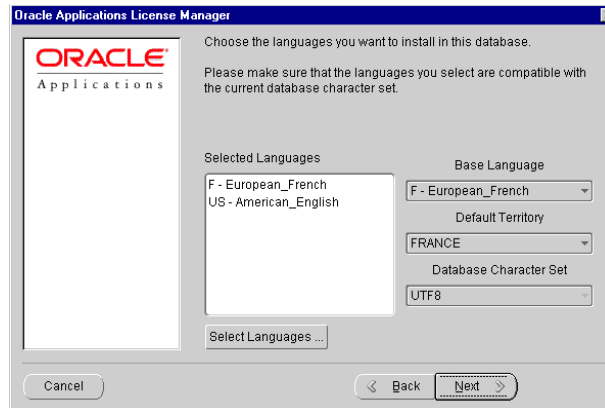 Oracle Applications License Manager
ORACLE
Applications
Choose the languages you want to install in this database.
Please make sure that the languages you select are compatible with
the current database character set.
Selected Languages
F - European_French
US - American_English
Select Languages ...
Base Language
F - European_French
Default Territory
FRANCE
Database Character Set
UTF8
Cancel
Back
Next